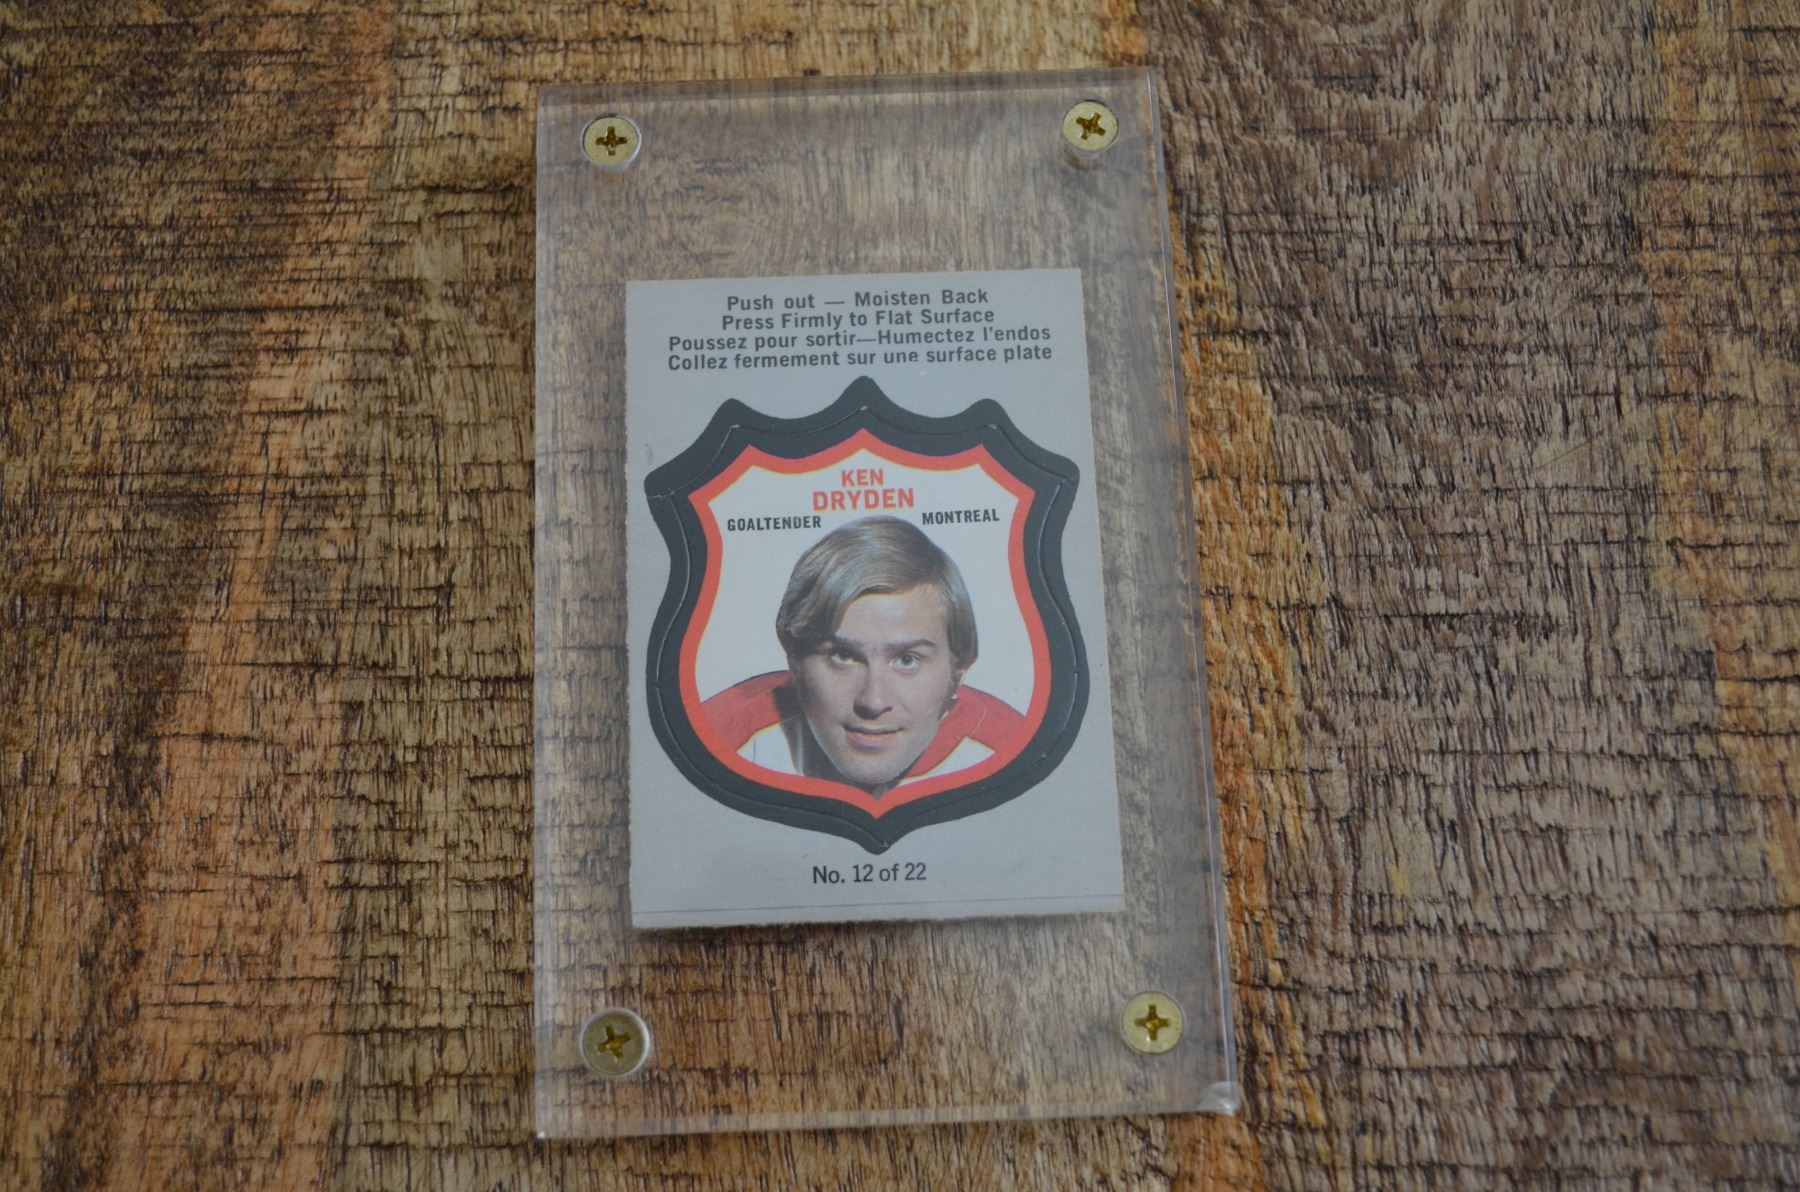 Push out — Moisten Back
Press Firmly to Flat Surface
Poussez pour sortir—Humectez l'endos
Collez fermement sur une surface plate
KEN
DRYDEN
GOALTENDER MONTREAL
No. 12 of 22